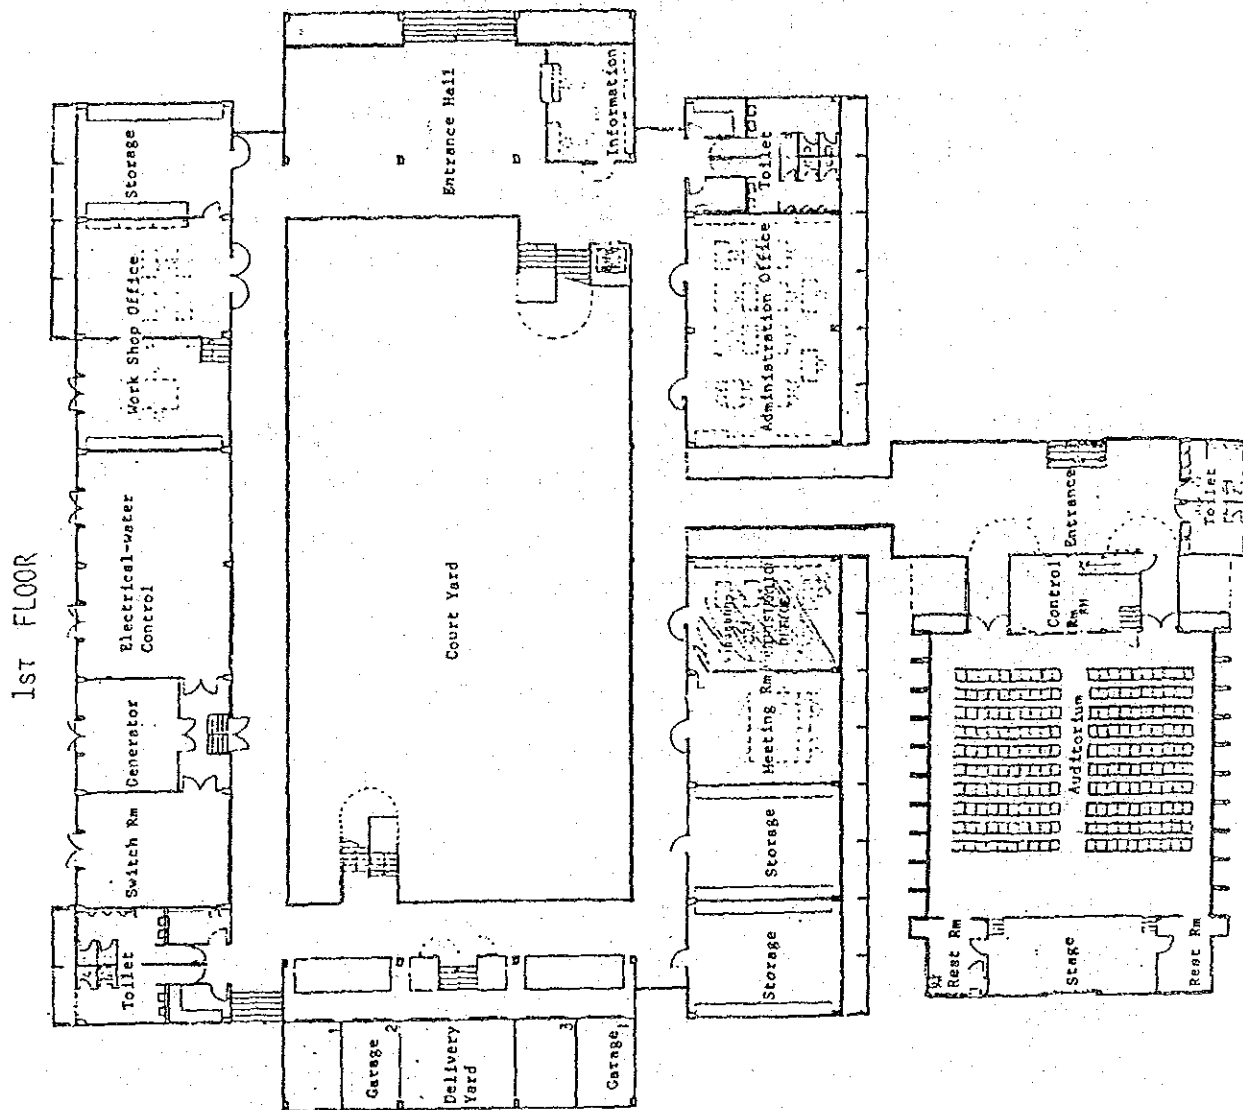 1ST FLOOR
Storage
Work Shop Office
Electrical-water
Control
Generator
Switch Rm
Toilet
Entrance Hall
Information
Court Yard
1
Garage
2
Delivery
Yard
3
Garage
Toilet
Administration Office
Meeting Rm
Storage
Storage
Entrance
Toilet
Control
Rm
RM
Auditorium
Rest Rm
Stage
Rest Rm